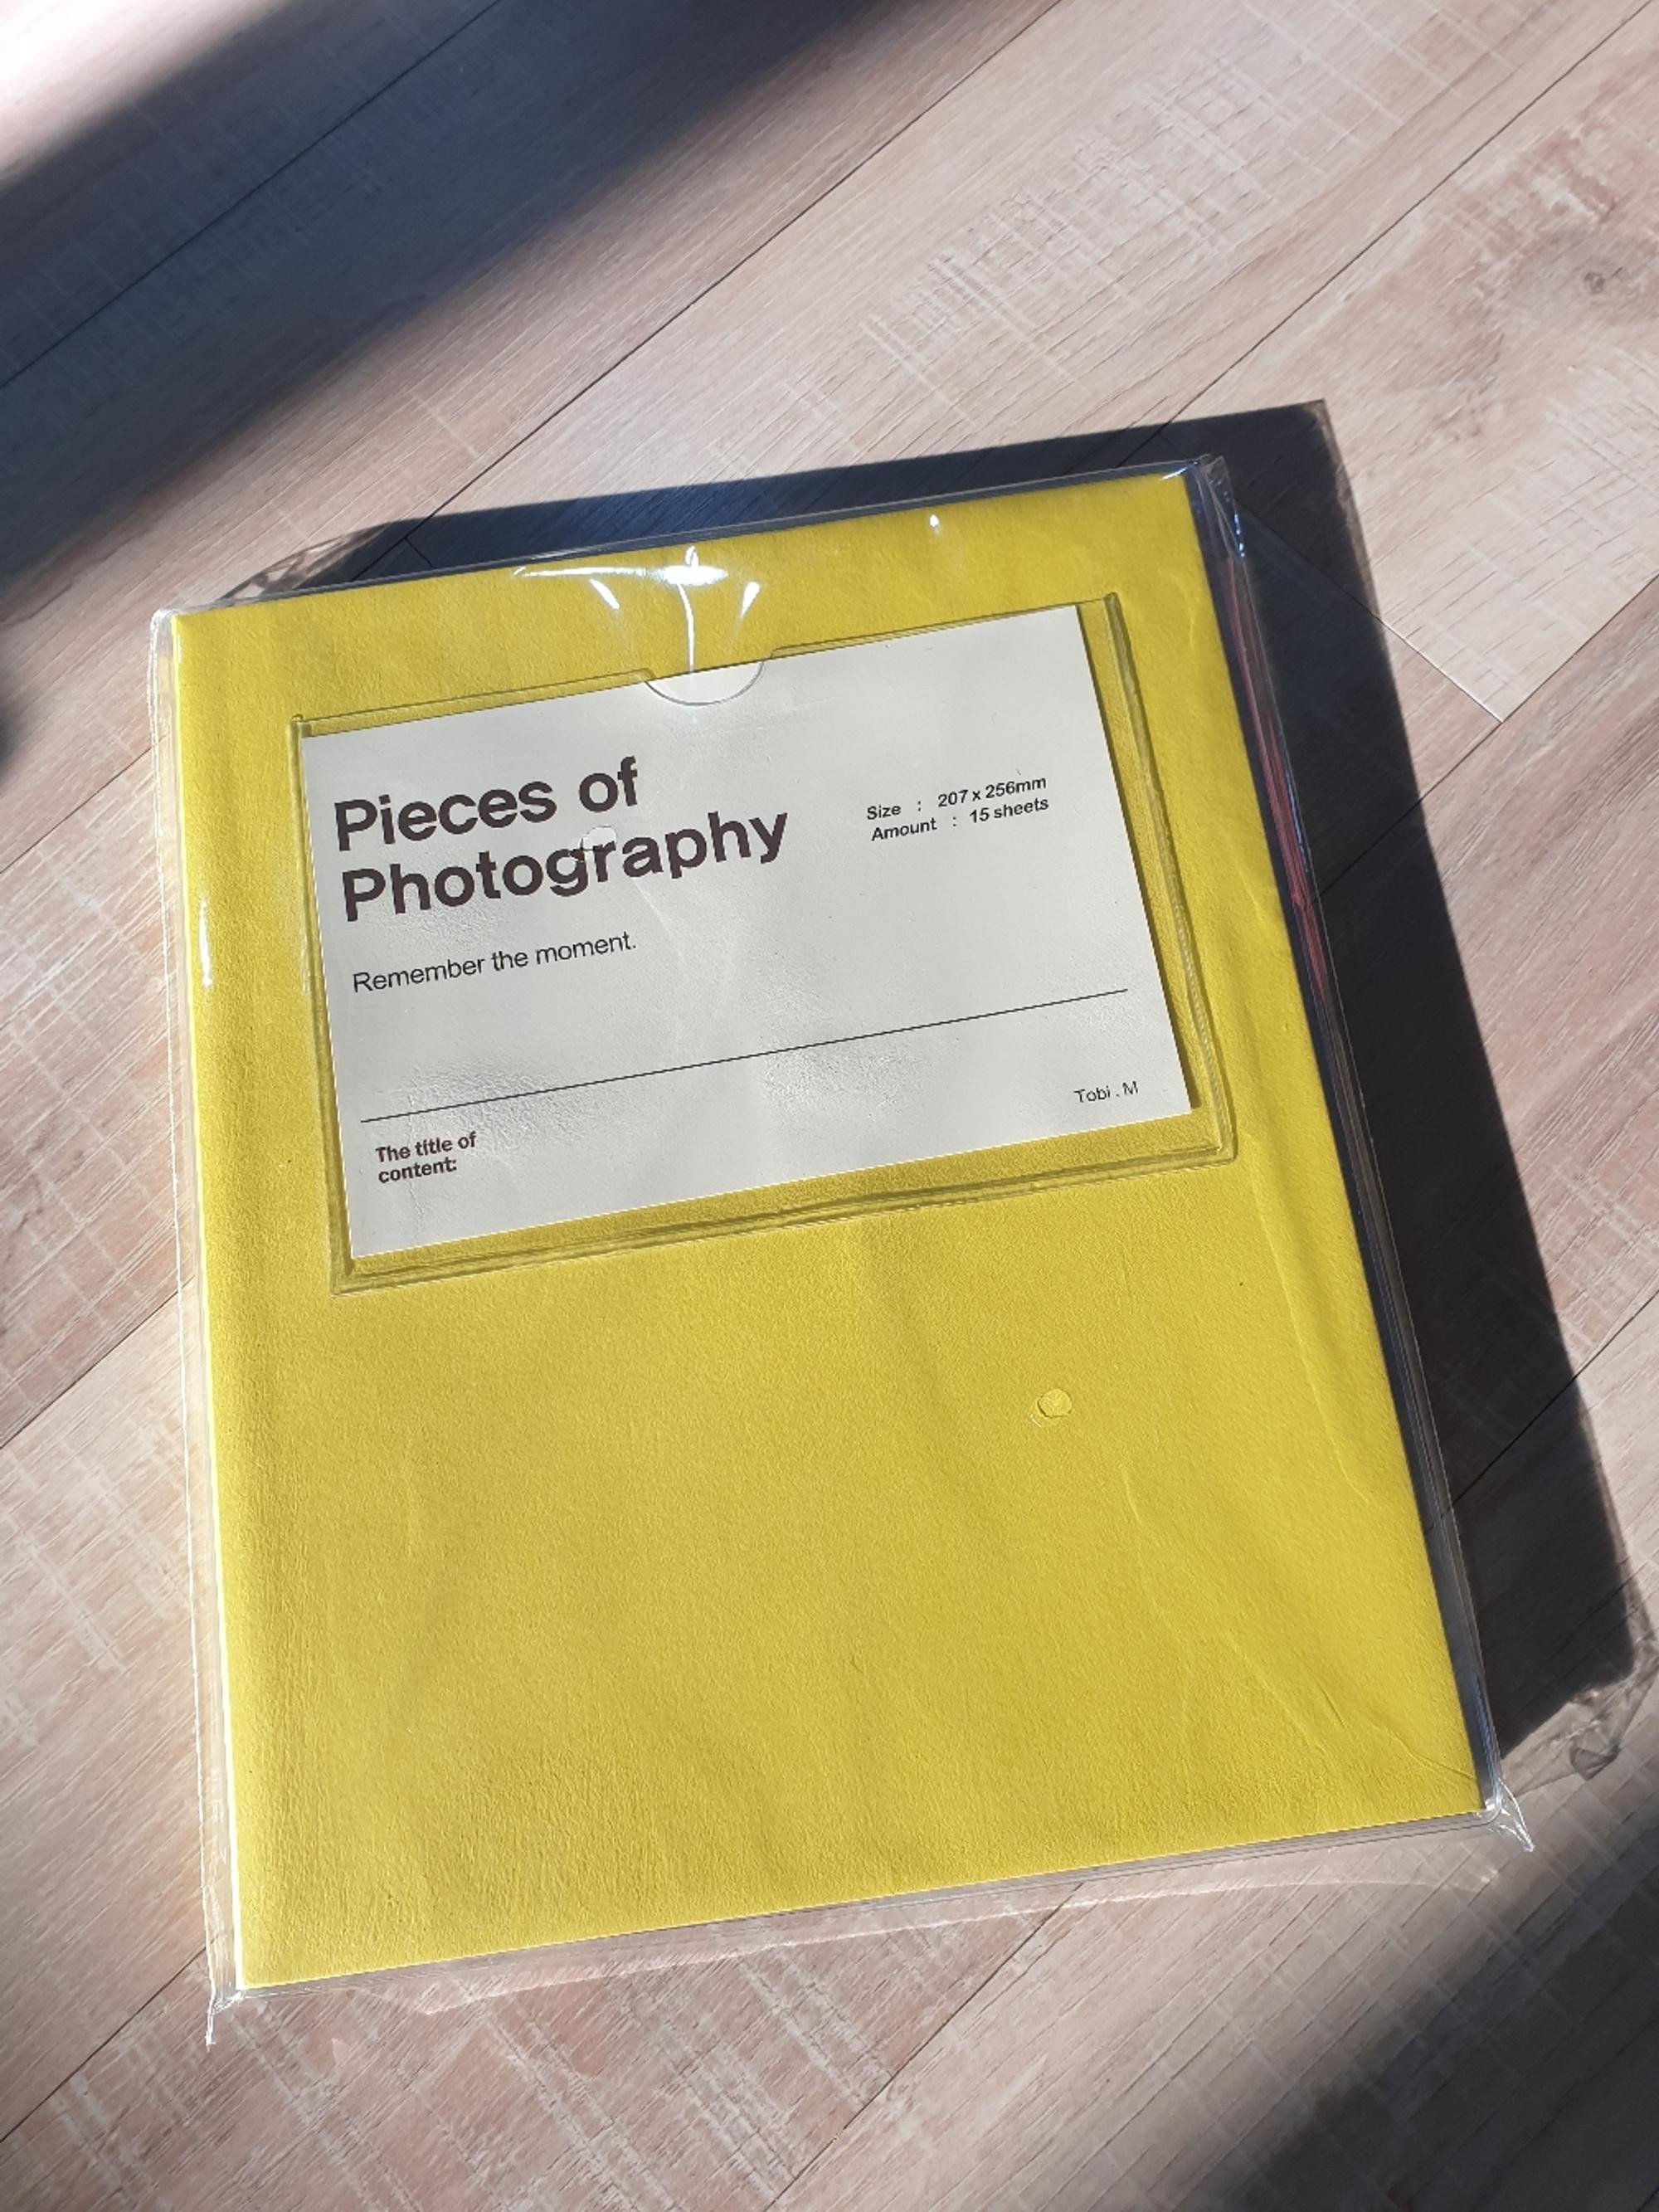 Pieces of
Photography
Size : 207 x 256mm
Amount : 15 sheets
Remember the moment.
Tobi . M
The title of
content: